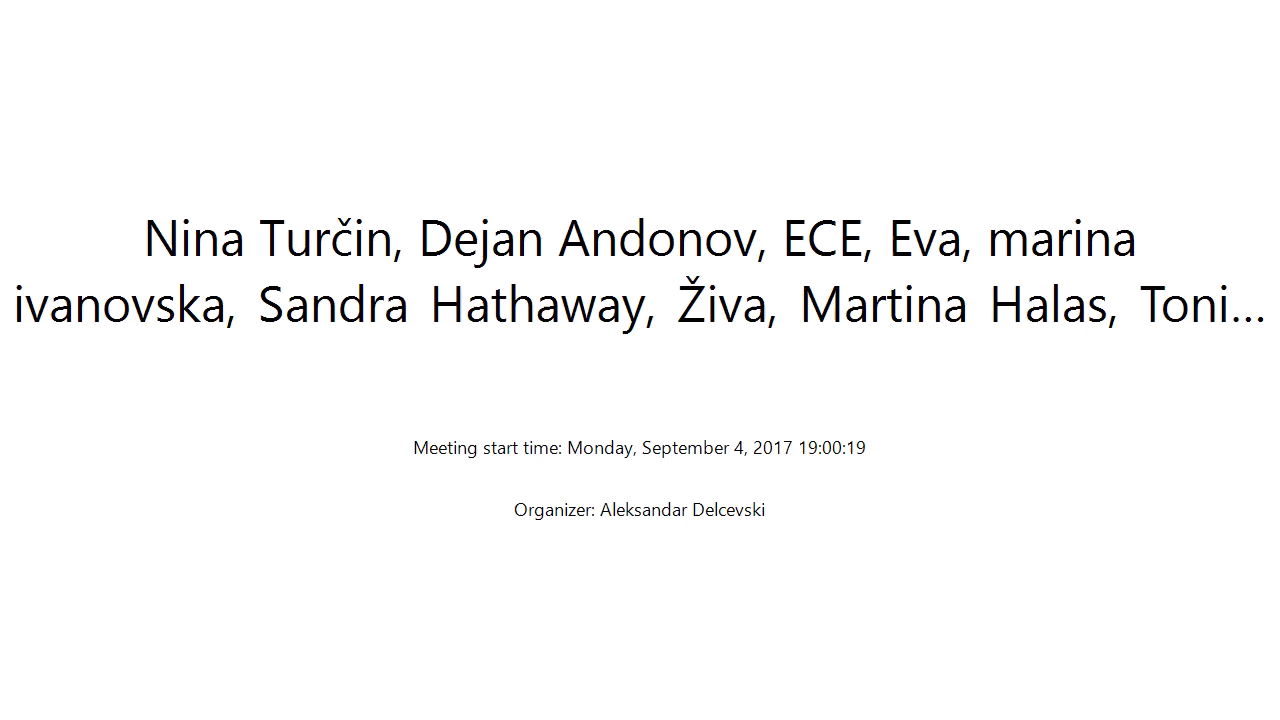 Nina Turčin, Dejan Andonov, ECE, Eva, marina
ivanovska, Sandra Hathaway, Živa, Martina Halas, Toni...
Meeting start time: Monday, September 4, 2017 19:00:19
Organizer: Aleksandar Delcevski